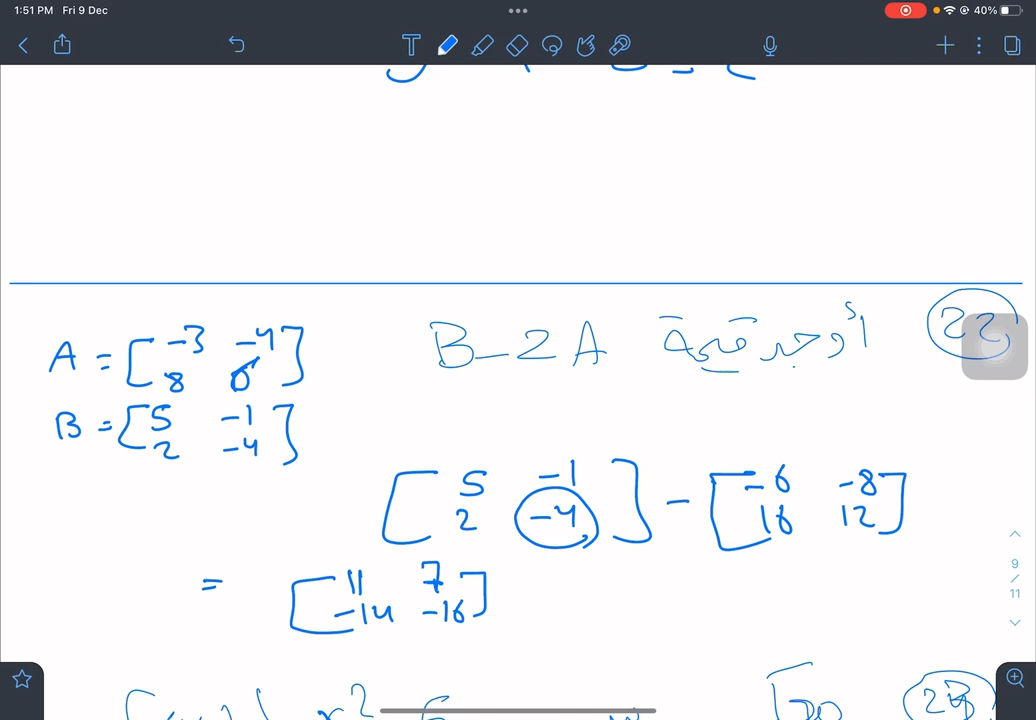 1:51 PM Fri 9 Dec
40%
22 أوجد قيمة B-2A
A = [ -3 -4
8 6 ]
B = [ 5 -1
2 -4 ]
[ 5 -1
2 -4 ] - [ -6 -8
16 12 ]
= [ 11 7
-14 -16 ]
9
/
11